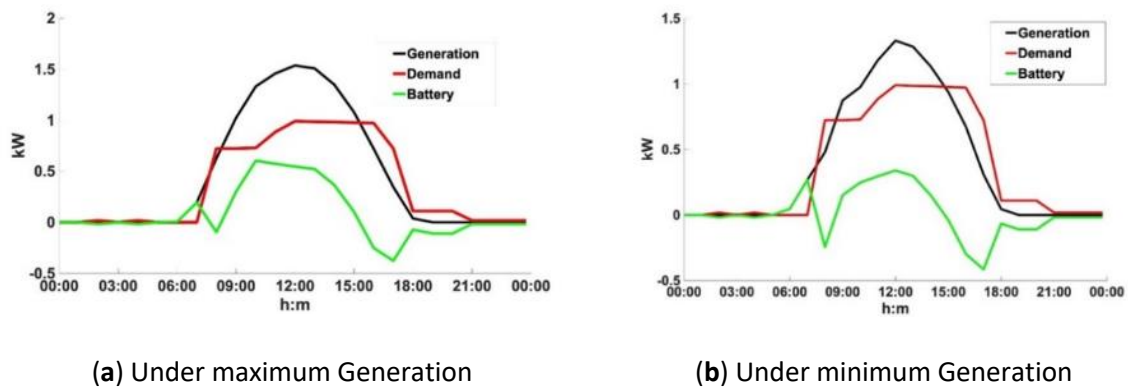 2
1.5
1
0.5
0
-0.5
kW
00:00 03:00 06:00 09:00 12:00 15:00 18:00 21:00 00:00
h:m
Generation
Demand
Battery
(a) Under maximum Generation
1.5
1
0.5
0
-0.5
kW
00:00 03:00 06:00 09:00 12:00 15:00 18:00 21:00 00:00
h:m
Generation
Demand
Battery
(b) Under minimum Generation